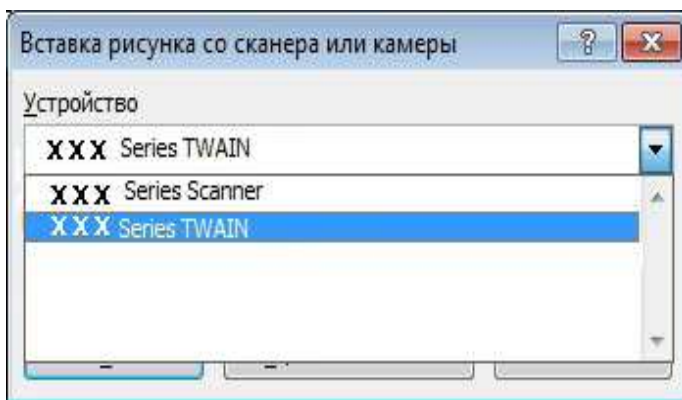 Вставка рисунка со сканера или камеры
Устройство
XXX Series TWAIN
XXX Series Scanner
XXX Series TWAIN